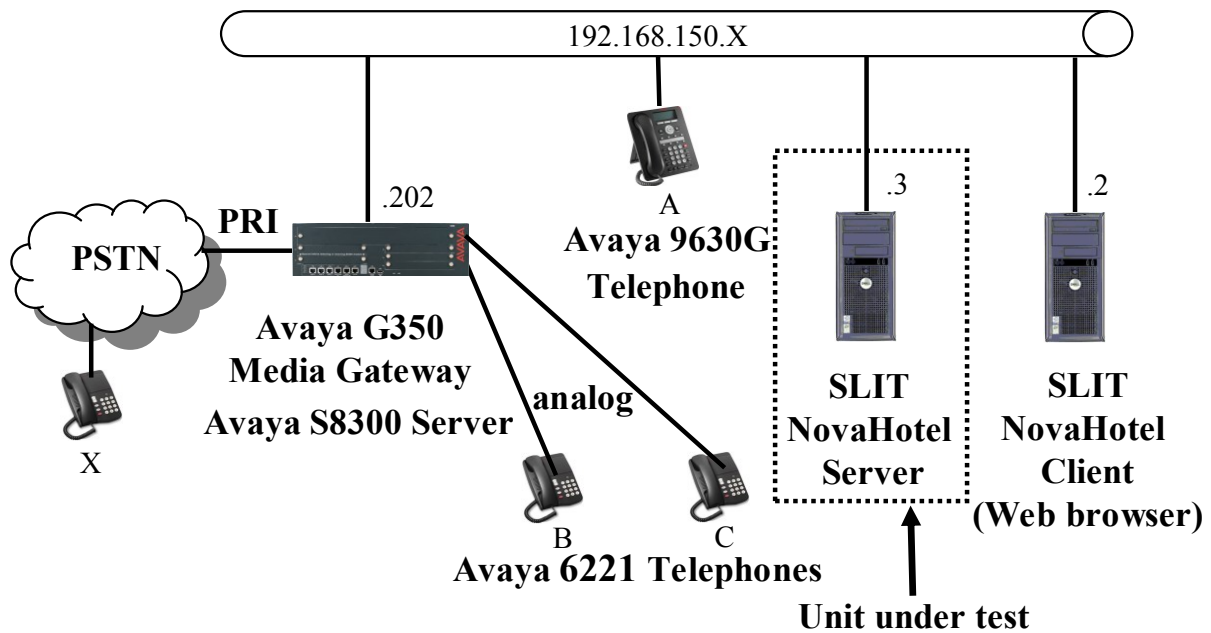 192.168.150.X
.202
.3
.2
PRI
PSTN
AVAYA
A
Avaya 9630G
Telephone
Avaya G350
Media Gateway
Avaya S8300 Server
analog
X
B
C
Avaya 6221 Telephones
SLIT
NovaHotel
Server
SLIT
NovaHotel
Client
(Web browser)
Unit under test